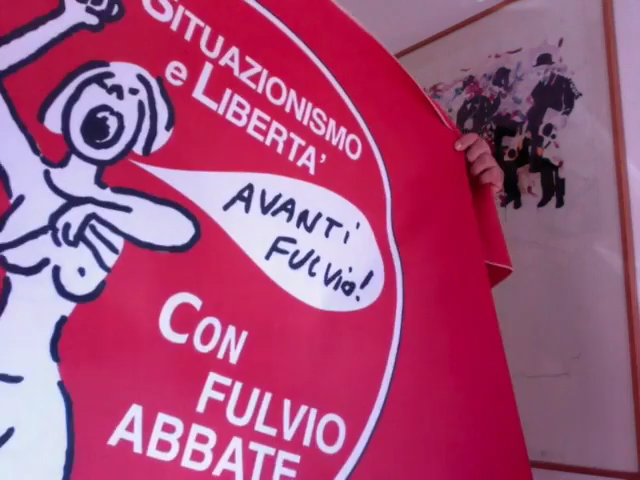 SITUAZIONISMO
e LIBERTA'
AVANTI
FULVIO!
CON
FULVIO
ABBATE